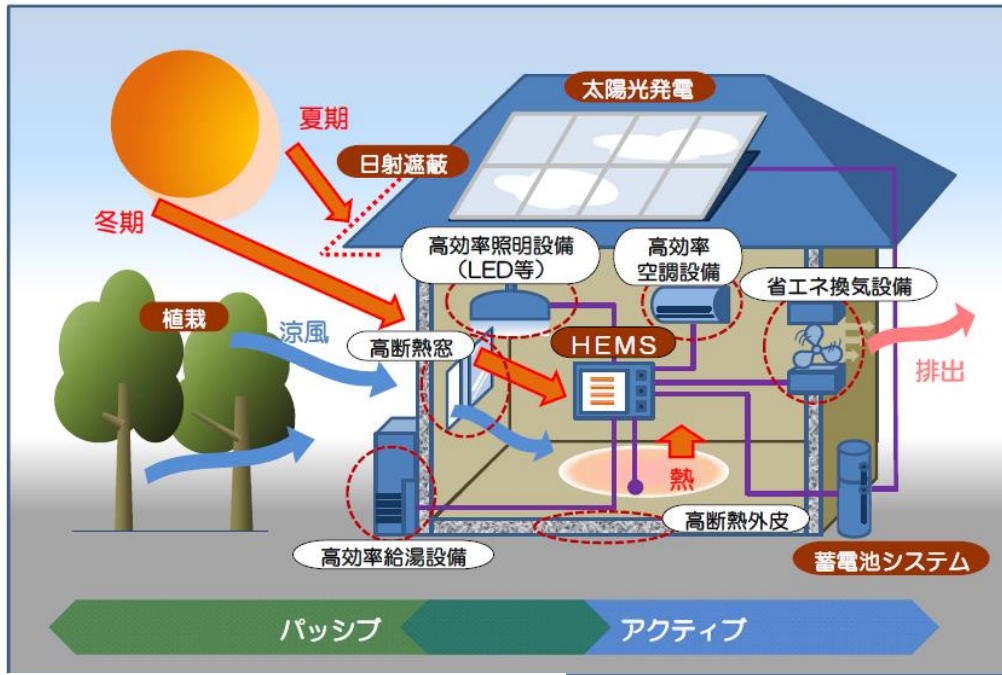 太陽光発電
夏期
日射遮蔽
冬期
高効率照明設備
（LED等）
高効率
空調設備
省エネ換気設備
植栽
涼風
高断熱窓
HEMS
排出
熱
高断熱外皮
高効率給湯設備
蓄電池システム
パッシブ
アクティブ